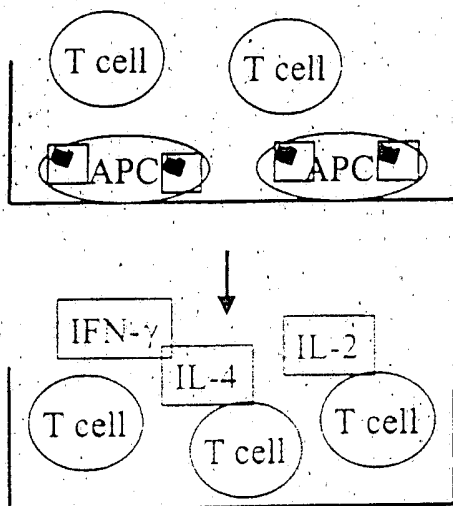 T cell T cell
APC APC
IFN-γ
IL-4 IL-2
T cell T cell T cell